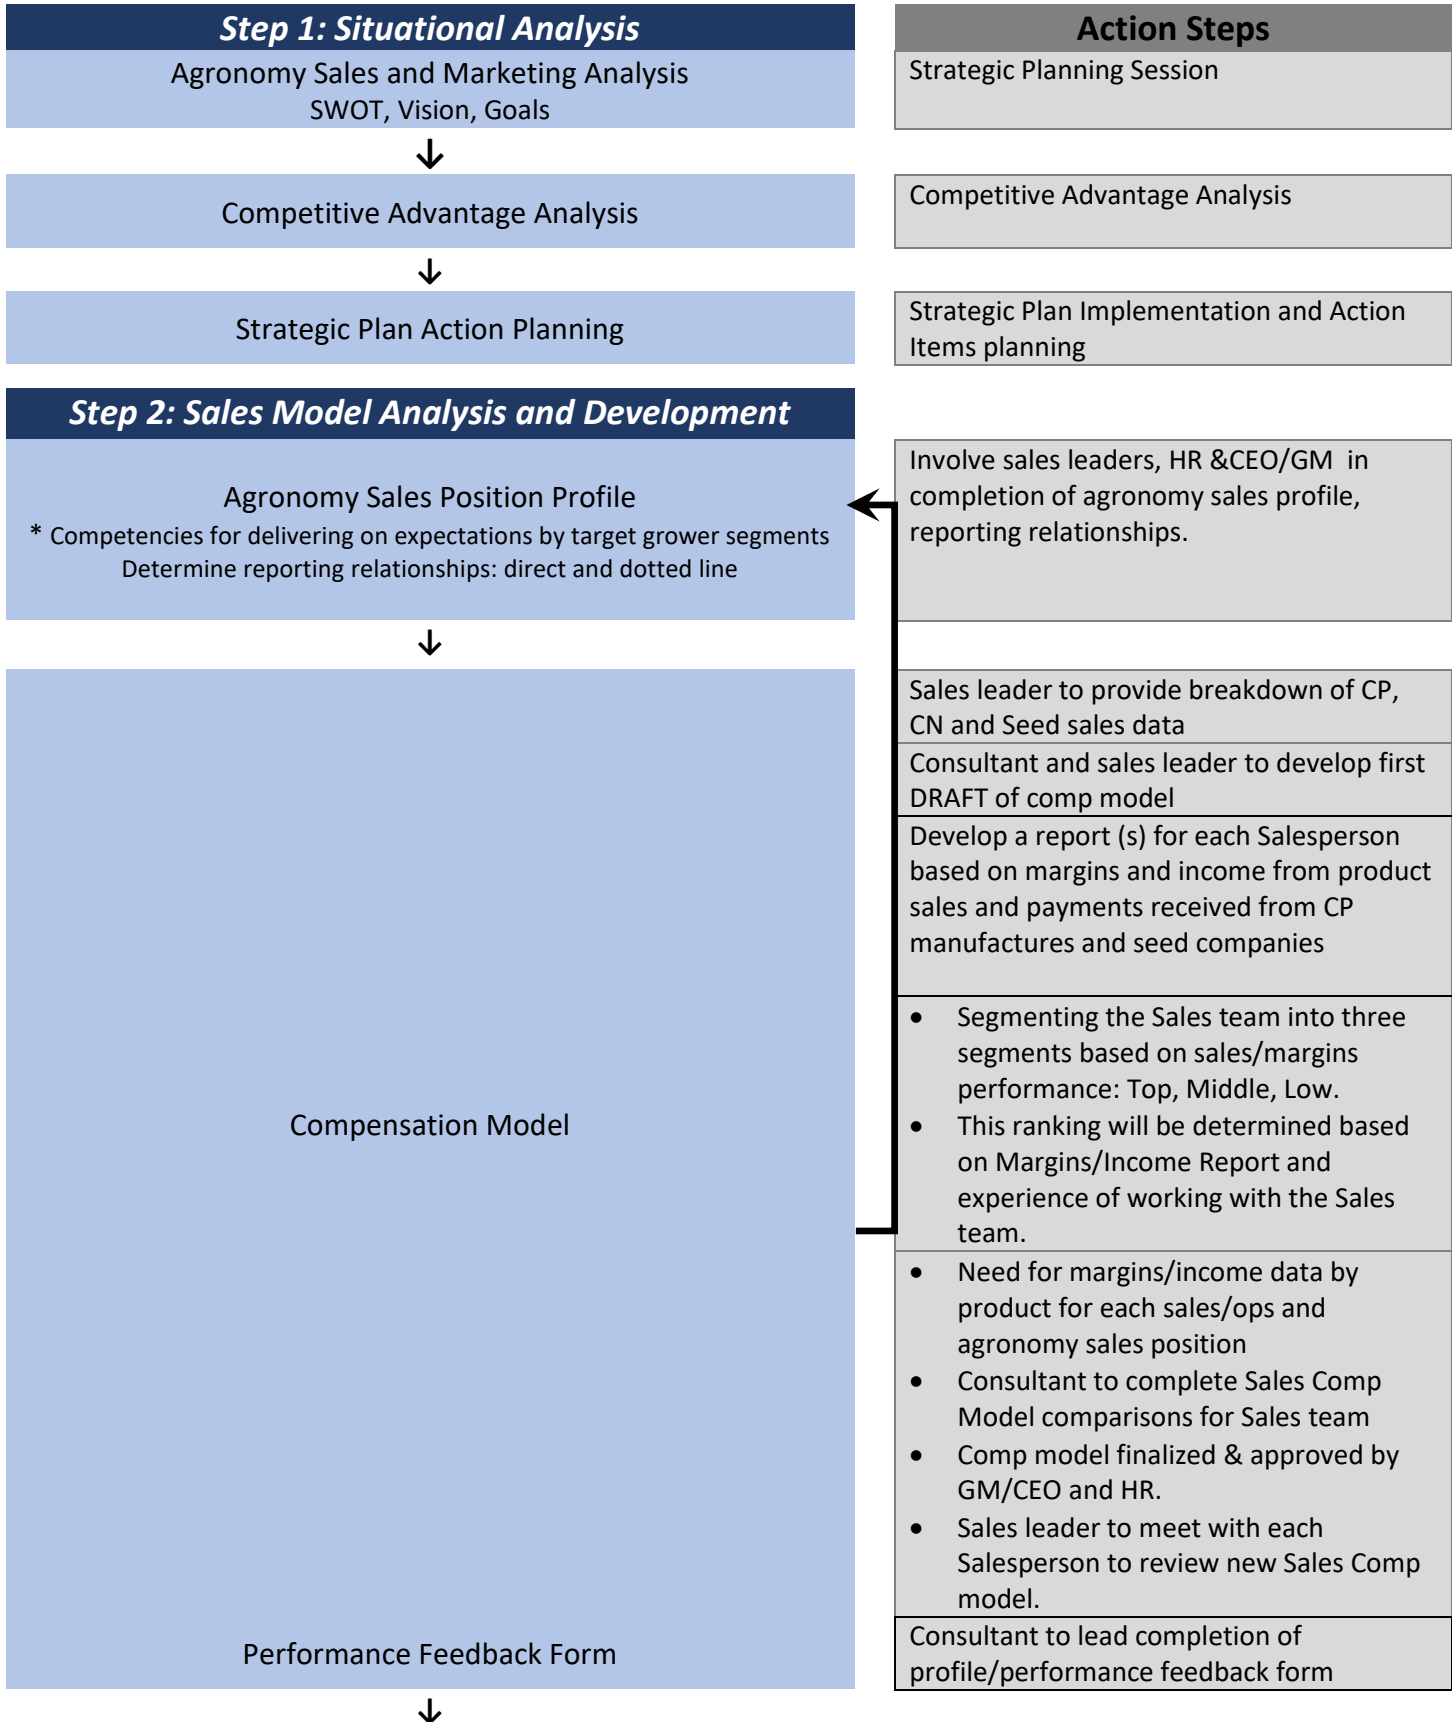 Step 1: Situational Analysis
Action Steps
Agronomy Sales and Marketing Analysis
SWOT, Vision, Goals
Strategic Planning Session
↓
Competitive Advantage Analysis
Competitive Advantage Analysis
↓
Strategic Plan Action Planning
Strategic Plan Implementation and Action
Items planning
Step 2: Sales Model Analysis and Development
Agronomy Sales Position Profile
* Competencies for delivering on expectations by target grower segments
Determine reporting relationships: direct and dotted line
Involve sales leaders, HR &CEO/GM in
completion of agronomy sales profile,
reporting relationships.
↓
Compensation Model
Sales leader to provide breakdown of CP,
CN and Seed sales data
Consultant and sales leader to develop first
DRAFT of comp model
Develop a report (s) for each Salesperson
based on margins and income from product
sales and payments received from CP
manufactures and seed companies
• Segmenting the Sales team into three
segments based on sales/margins
performance: Top, Middle, Low.
• This ranking will be determined based
on Margins/Income Report and
experience of working with the Sales
team.
• Need for margins/income data by
product for each sales/ops and
agronomy sales position
• Consultant to complete Sales Comp
Model comparisons for Sales team
• Comp model finalized & approved by
GM/CEO and HR.
• Sales leader to meet with each
Salesperson to review new Sales Comp
model.
Performance Feedback Form
Consultant to lead completion of
profile/performance feedback form
↓